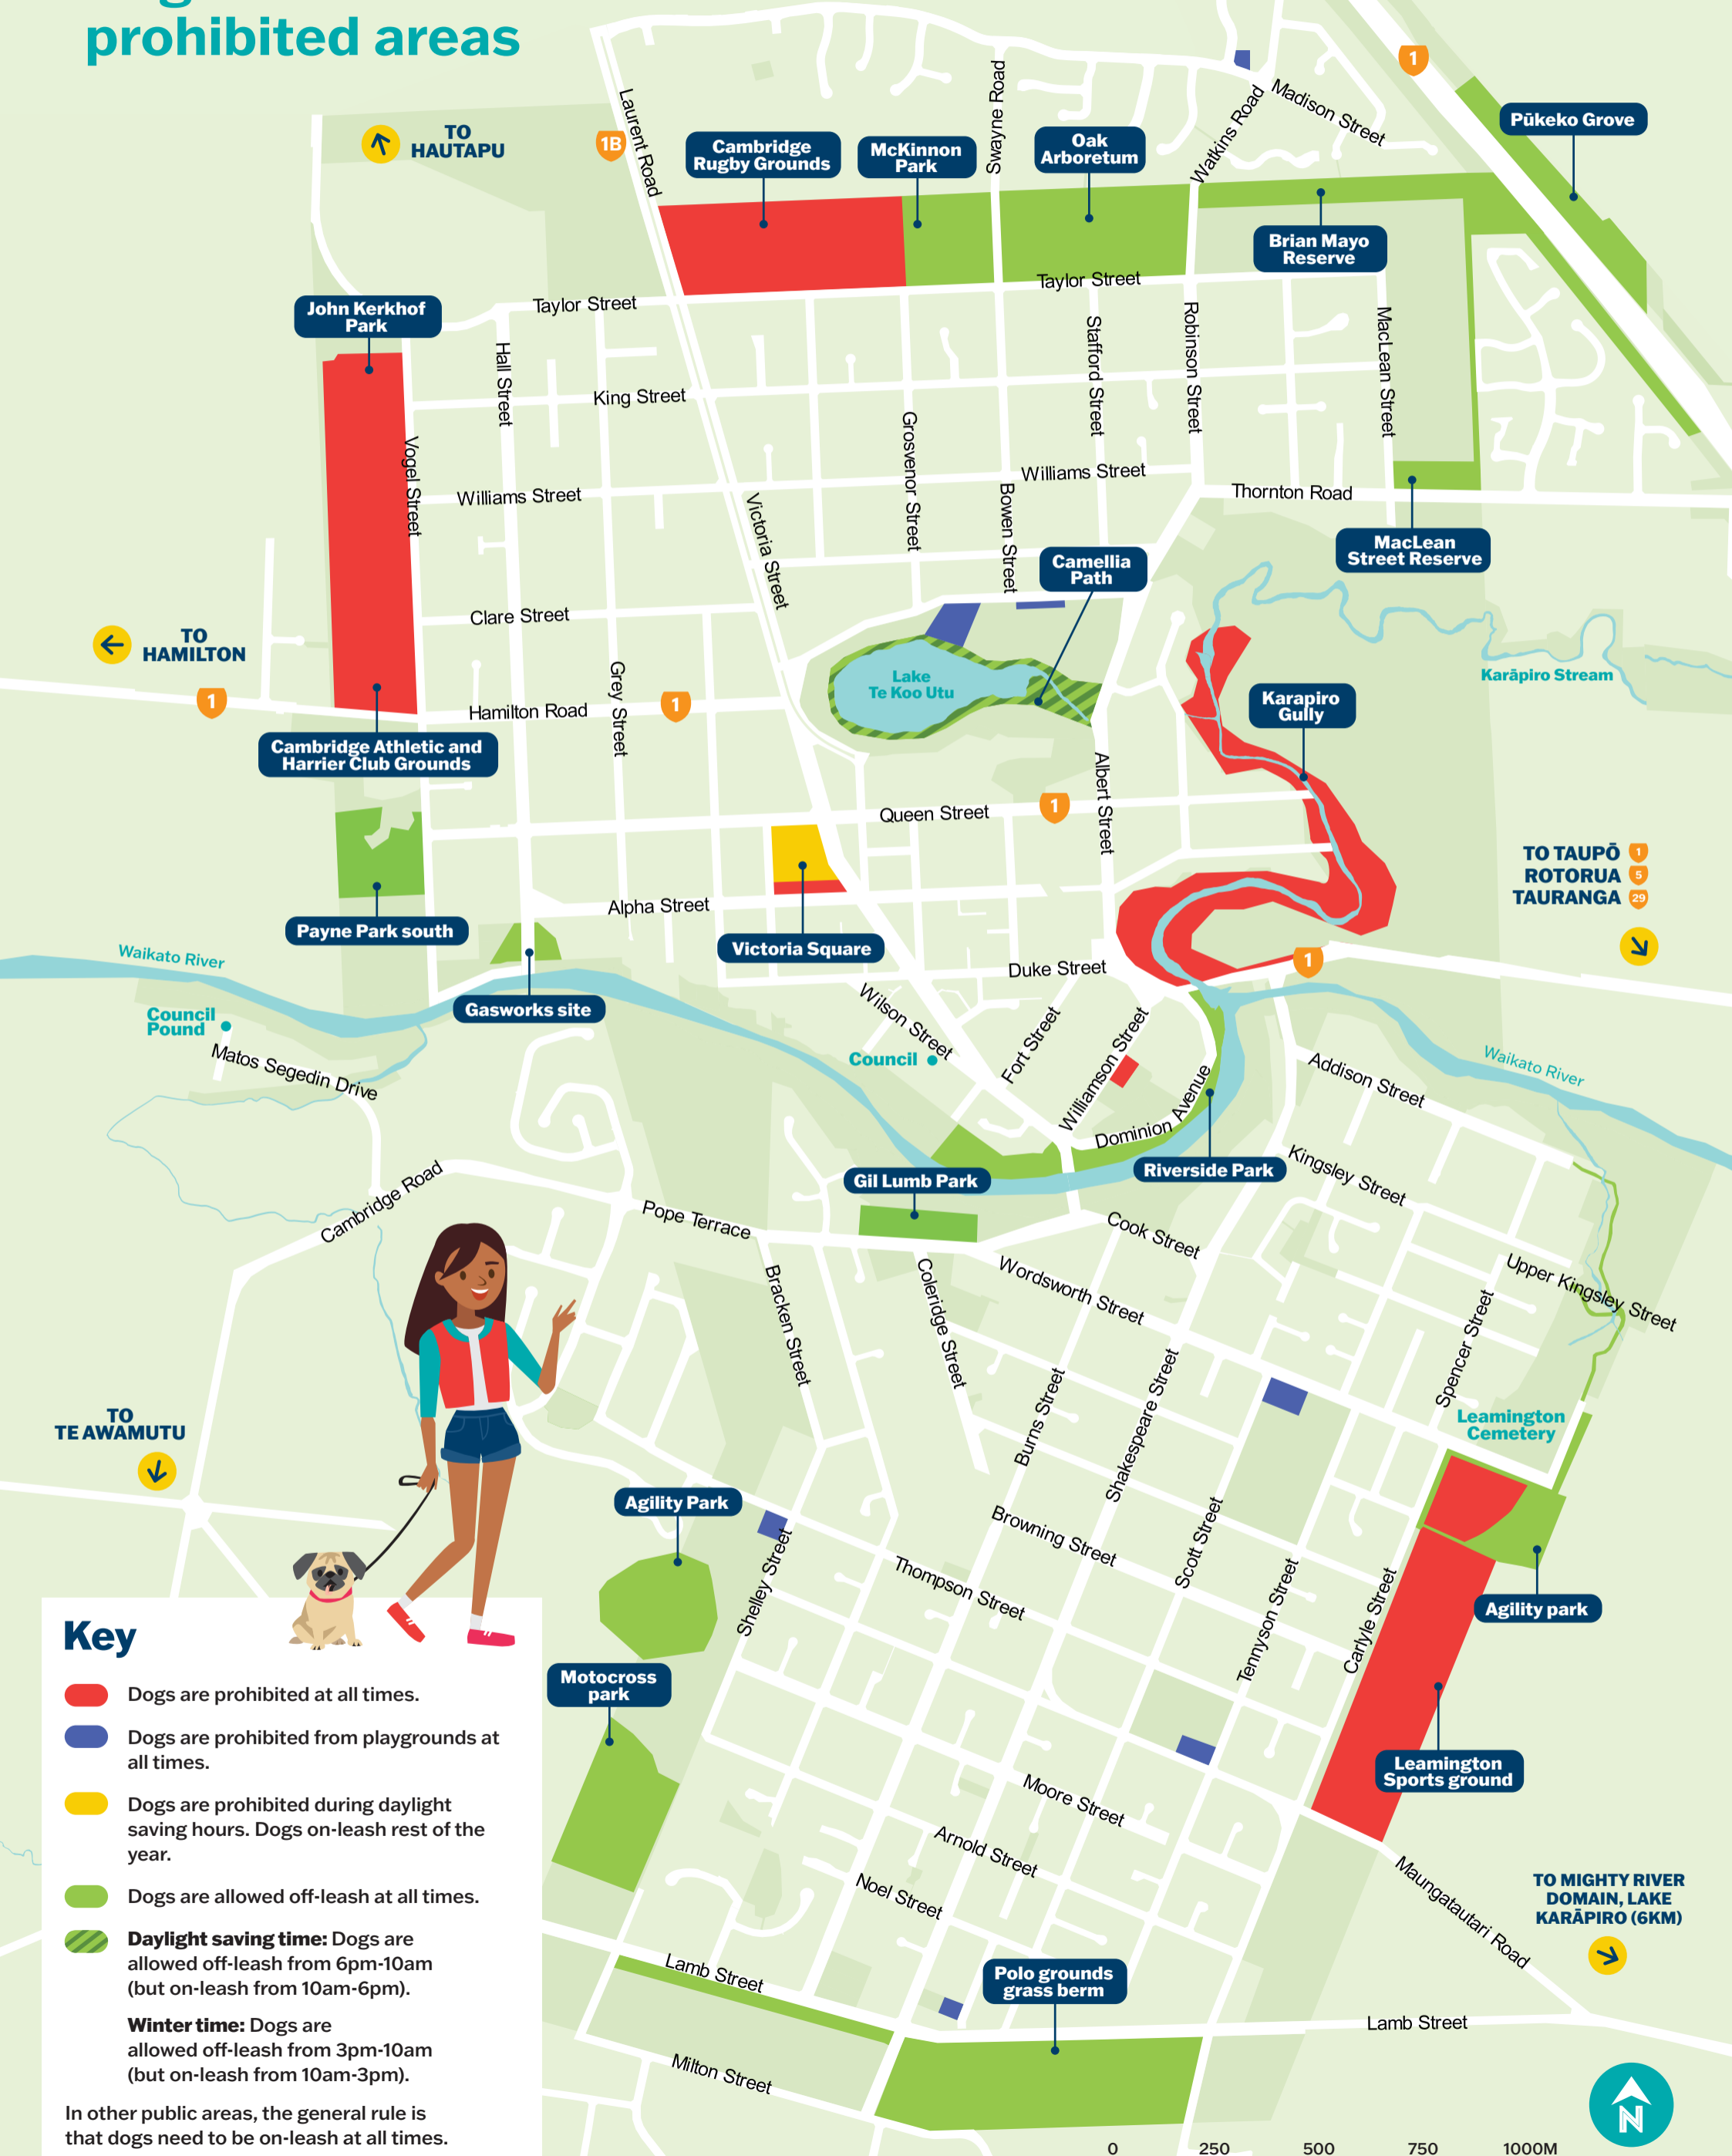 prohibited areas
TO
HAUTAPU
1B
Laurent Road
Cambridge
Rugby Grounds
McKinnon
Park
Swayne Road
Oak
Arboretum
Watkins Road
Madison Street
1
Pūkeko Grove
Brian Mayo
Reserve
John Kerkhof
Park
Taylor Street
Taylor Street
Hall Street
King Street
Vogel Street
Williams Street
Grosvenor Street
Stafford Street
Robinson Street
MacLean Street
Williams Street
Bowen Street
Thornton Road
Victoria Street
MacLean
Street Reserve
Camellia
Path
Clare Street
TO
HAMILTON
1
Grey Street
Hamilton Road
1
Lake
Te Koo Utu
Karāpiro Stream
Karapiro
Gully
Cambridge Athletic and
Harrier Club Grounds
Albert Street
Queen Street
1
TO TAUPŌ 1
ROTORUA 5
TAURANGA 29
Payne Park south
Alpha Street
Victoria Square
Waikato River
Gasworks site
Duke Street
1
Council
Pound
Matos Segedin Drive
Wilson Street
Council
Fort Street
Williamson Street
Dominion Avenue
Addison Street
Waikato River
Riverside Park
Kingsley Street
Gil Lumb Park
Cambridge Road
Pope Terrace
Cook Street
Wordsworth Street
Upper Kingsley Street
Bracken Street
Coleridge Street
Burns Street
Shakespeare Street
Spencer Street
Leamington
Cemetery
TO
TE AWAMUTU
Agility Park
Shelley Street
Browning Street
Scott Street
Thompson Street
Tennyson Street
Carlyle Street
Agility park
Motocross
park
Leamington
Sports ground
Moore Street
Arnold Street
Noel Street
Maungatautari Road
TO MIGHTY RIVER
DOMAIN, LAKE
KARĀPIRO (6KM)
Lamb Street
Polo grounds
grass berm
Lamb Street
Milton Street
Key
Dogs are prohibited at all times.
Dogs are prohibited from playgrounds at
all times.
Dogs are prohibited during daylight
saving hours. Dogs on-leash rest of the
year.
Dogs are allowed off-leash at all times.
Daylight saving time: Dogs are
allowed off-leash from 6pm-10am
(but on-leash from 10am-6pm).
Winter time: Dogs are
allowed off-leash from 3pm-10am
(but on-leash from 10am-3pm).
In other public areas, the general rule is
that dogs need to be on-leash at all times.
N
0 250 500 750 1000M